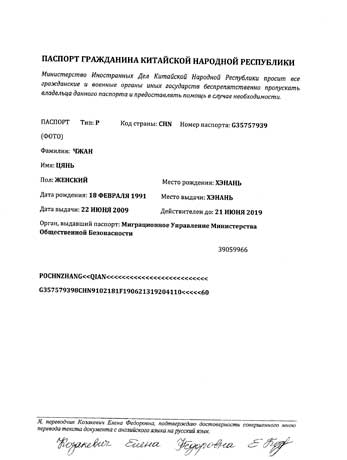 ПАСПОРТ ГРАЖДАНИНА КИТАЙСКОЙ НАРОДНОЙ РЕСПУБЛИКИ
Министерство Иностранных Дел Китайской Народной Республики просит все
гражданские и военные органы иных государств беспрепятственно пропускать
владельца данного паспорта и предоставлять помощь в случае необходимости.
ПАСПОРТ Тип: P Код страны: CHN Номер паспорта: G35757939
(ФОТО)
Фамилия: ЧЖАН
Имя: ЦЯНЬ
Пол: ЖЕНСКИЙ Место рождения: ХЭНАНЬ
Дата рождения: 18 ФЕВРАЛЯ 1991 Место выдачи: ХЭНАНЬ
Дата выдачи: 22 ИЮНЯ 2009 Действителен до: 21 ИЮНЯ 2019
Орган, выдавший паспорт: Миграционное Управление Министерства
Общественной Безопасности
39059966
POCHNZHANG<<QIAN<<<<<<<<<<<<<<<<<<<<<<<<<<
G357579398CHN9102181F190621319204110<<<<<60
Я, переводчик Козакевич Елена Федоровна, подтверждаю достоверность совершенного мною
перевода текста документа с английского языка на русский язык.
Козакевич Елена Федоровна